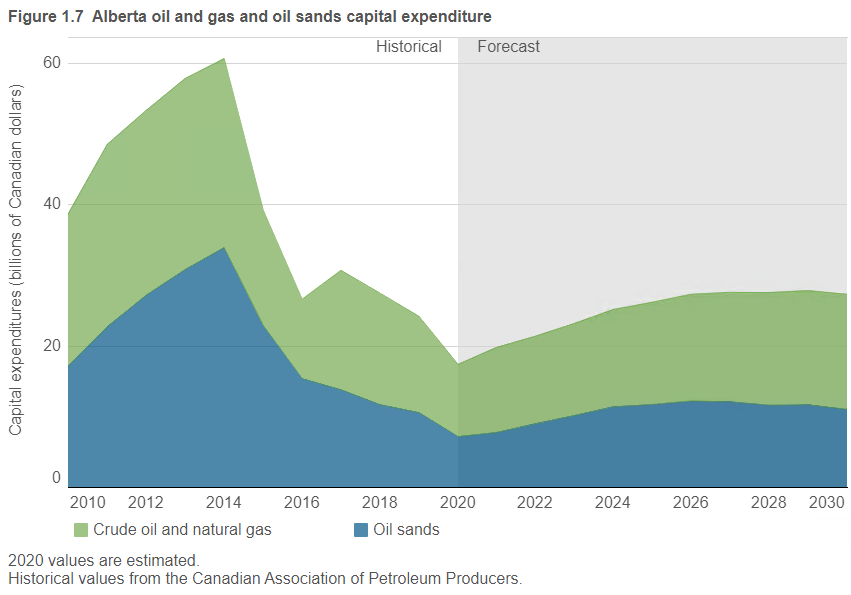 Figure 1.7 Alberta oil and gas and oil sands capital expenditure
Historical Forecast
Capital expenditures (billions of Canadian dollars)
60
40
20
0
2010 2012 2014 2016 2018 2020 2022 2024 2026 2028 2030
Crude oil and natural gas Oil sands
2020 values are estimated.
Historical values from the Canadian Association of Petroleum Producers.